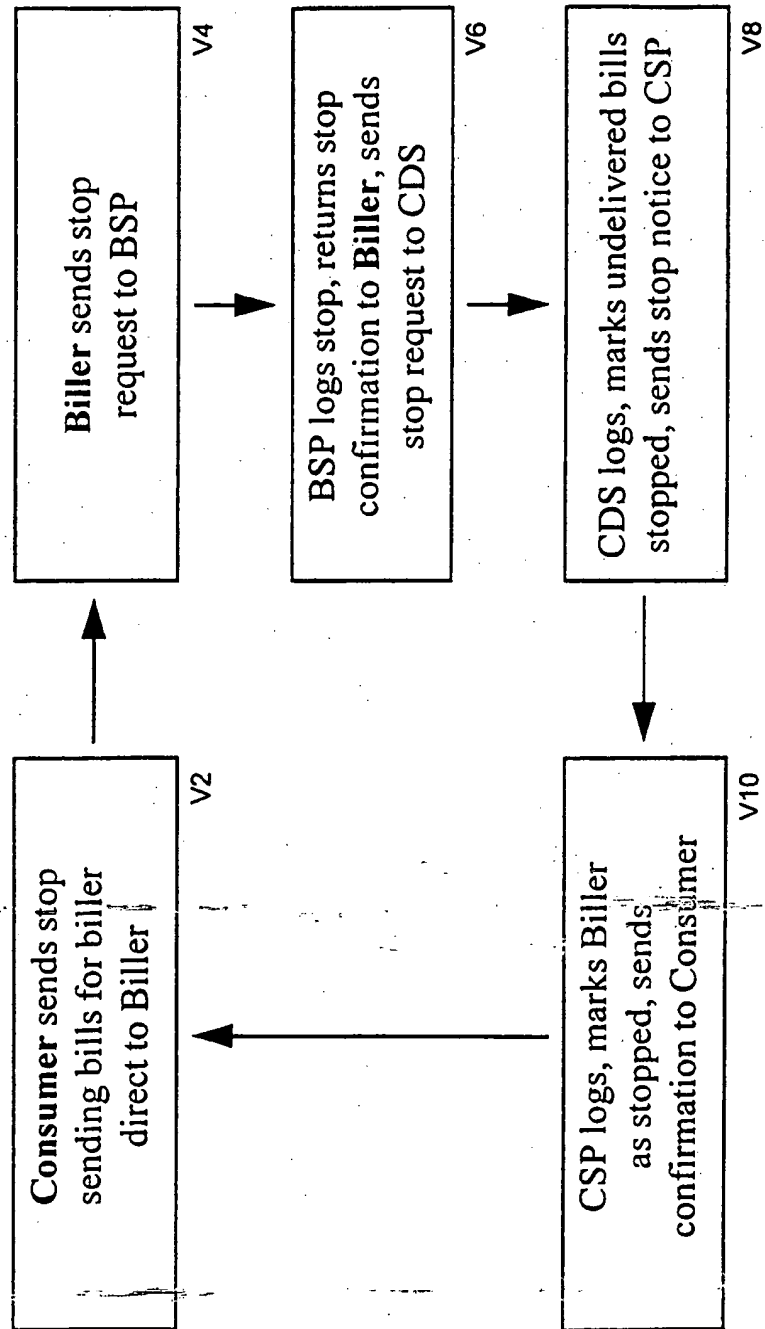 Consumer sends stop
sending bills for biller
direct to Biller
V2
Biller sends stop
request to BSP
V4
BSP logs stop, returns stop
confirmation to Biller, sends
stop request to CDS
V6
CDS logs, marks undelivered bills
stopped, sends stop notice to CSP
V8
CSP logs, marks Biller
as stopped, sends
confirmation to Consumer
V10